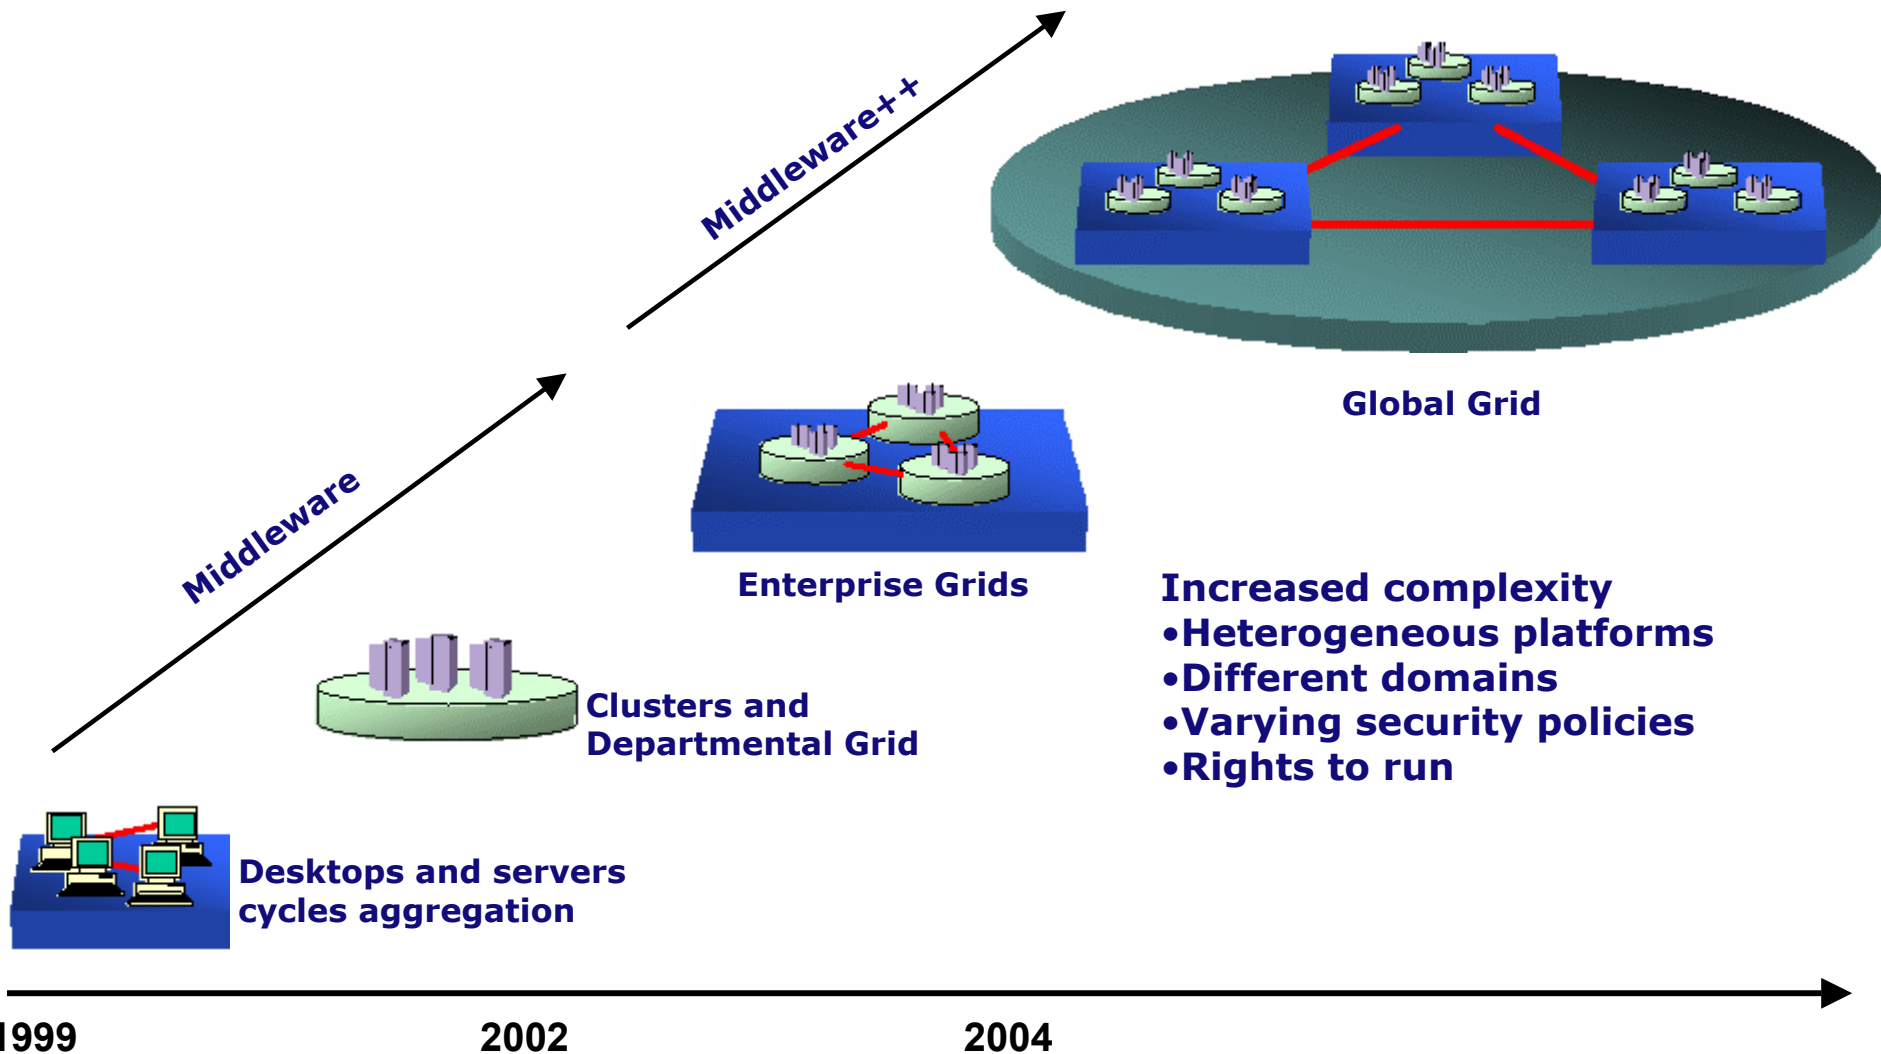 Middleware++
Global Grid
Middleware
Enterprise Grids
Increased complexity
•Heterogeneous platforms
•Different domains
•Varying security policies
•Rights to run
Clusters and
Departmental Grid
Desktops and servers
cycles aggregation
1999
2002
2004